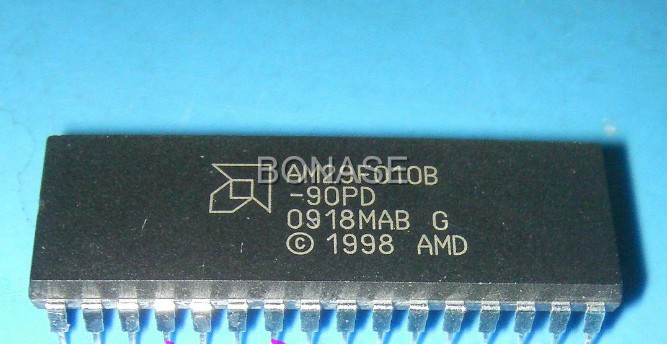 BONASE
AM29F010B
-90PD
0918MAB G
© 1998 AMD